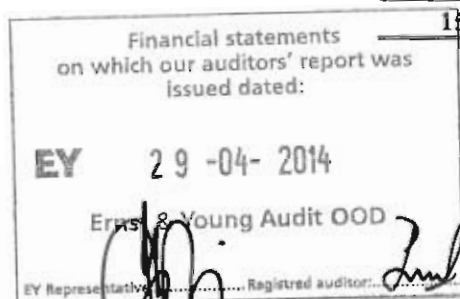 Financial statements
on which our auditors' report was
issued dated:
EY 29 -04- 2014
Ernst & Young Audit OOD
EY Representative.............. Registred auditor:..........